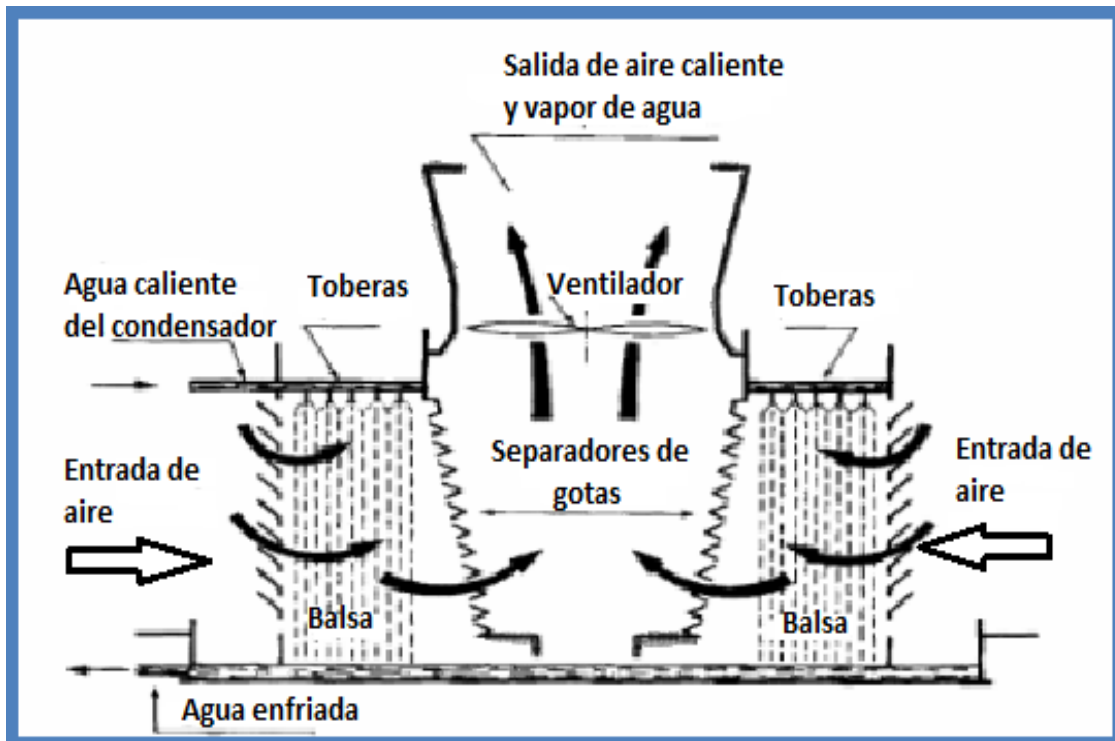 Salida de aire caliente
y vapor de agua
Agua caliente
del condensador
Toberas
Ventilador
Toberas
Entrada de
aire
Separadores de
gotas
Entrada de
aire
Balsa
Balsa
Agua enfriada